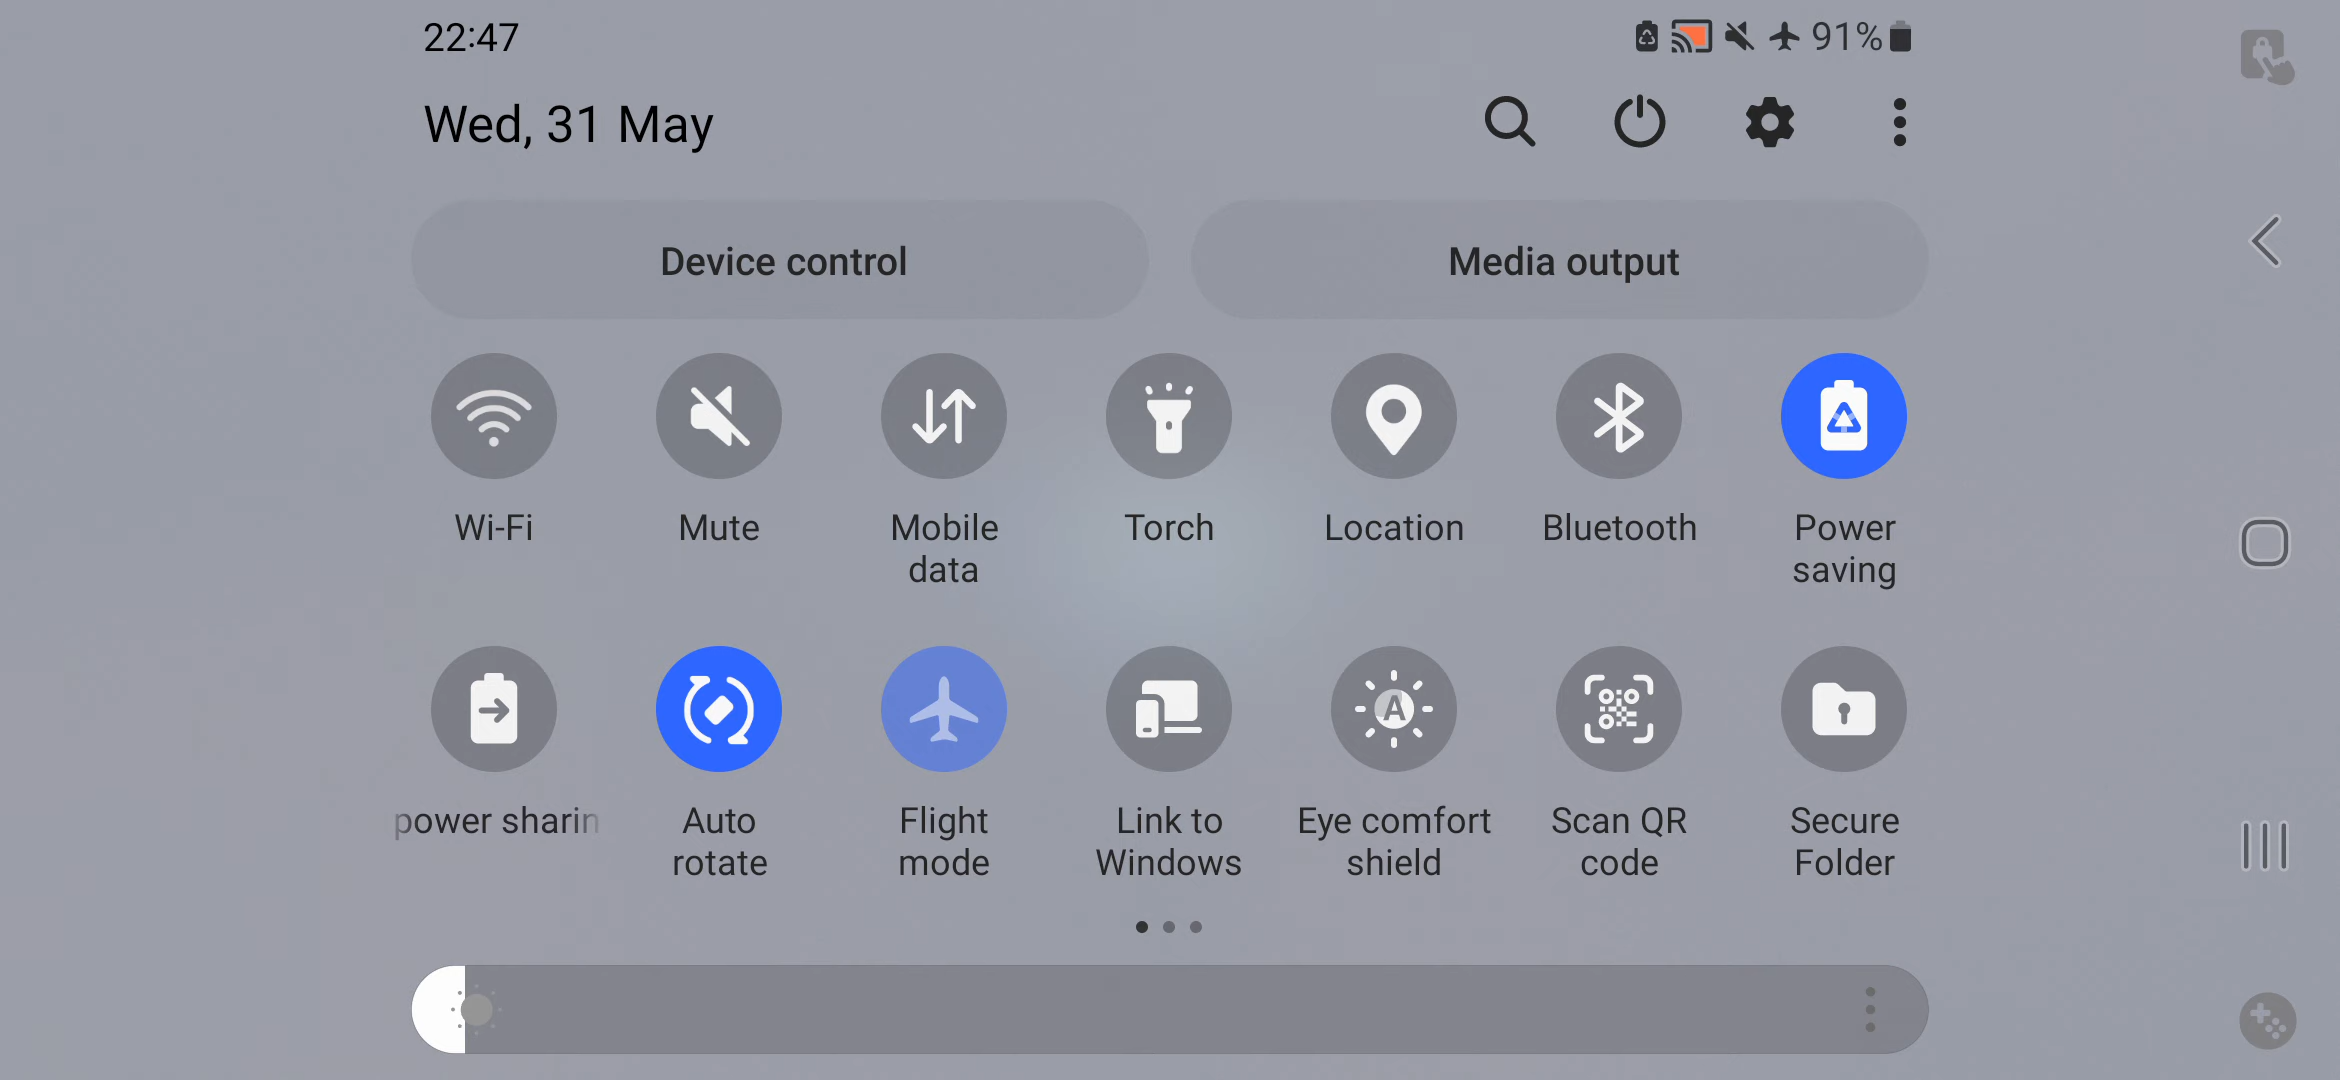 22:47
91%
Wed, 31 May
Device control
Media output
Wi-Fi
Mute
Mobile
data
Torch
Location
Bluetooth
Power
saving
power sharin
Auto
rotate
Flight
mode
Link to
Windows
A
Eye comfort
shield
Scan QR
code
Secure
Folder